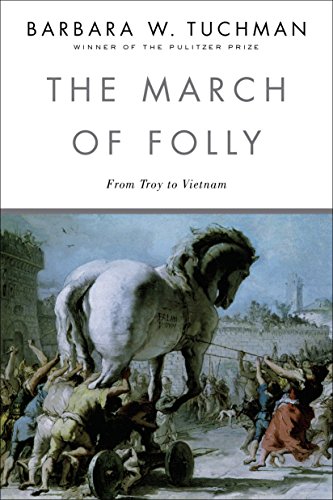 BARBARA W. TUCHMAN
WINNER OF THE PULITZER PRIZE
THE MARCH
OF FOLLY
From Troy to Vietnam